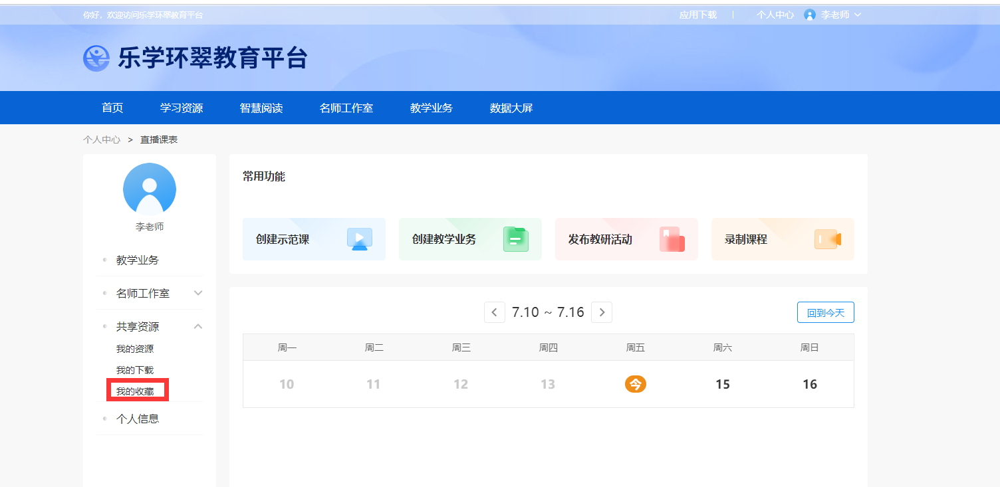 你好，欢迎访问乐学环翠教育平台
应用下载 | 个人中心 李老师
乐学环翠教育平台
首页 学习资源 智慧阅读 名师工作室 教学业务 数据大屏
个人中心 > 直播课表
李老师
教学业务
名师工作室
共享资源
我的资源
我的下载
我的收藏
个人信息
常用功能
创建示范课 创建教学业务 发布教研活动 录制课程
7.10 ~ 7.16
回到今天
周一 周二 周三 周四 周五 周六 周日
10 11 12 13 今 15 16